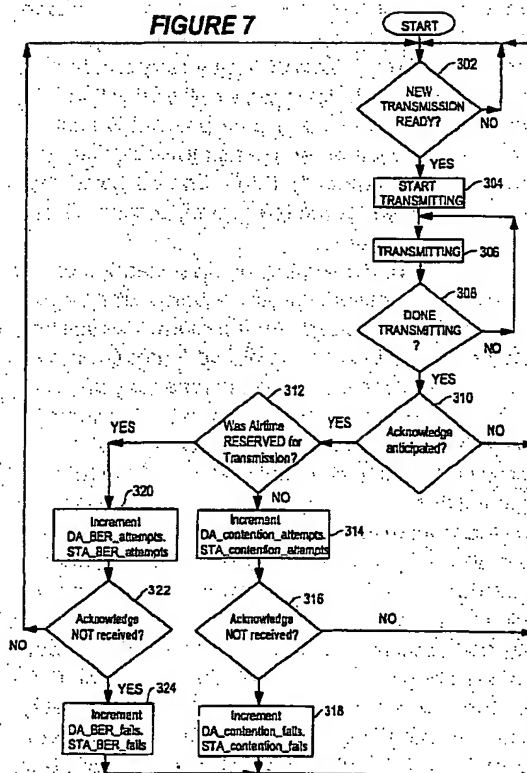 FIGURE 7
START
302
NEW
TRANSMISSION
READY?
NO
YES
START
TRANSMITTING
304
TRANSMITTING
306
308
DONE
TRANSMITTING
?
NO
YES
310
Acknowledge
anticipated?
NO
YES
312
Was Airtime
RESERVED for
Transmission?
YES
NO
320
Increment
DA_BER_attempts.
STA_BER_attempts
Increment
DA_contention_attempts.
STA_contention_attempts
314
322
Acknowledge
NOT received?
NO
YES
316
Acknowledge
NOT received?
NO
324
Increment
DA_BER_fails.
STA_BER_fails
Increment
DA_contention_fails.
STA_contention_fails
318